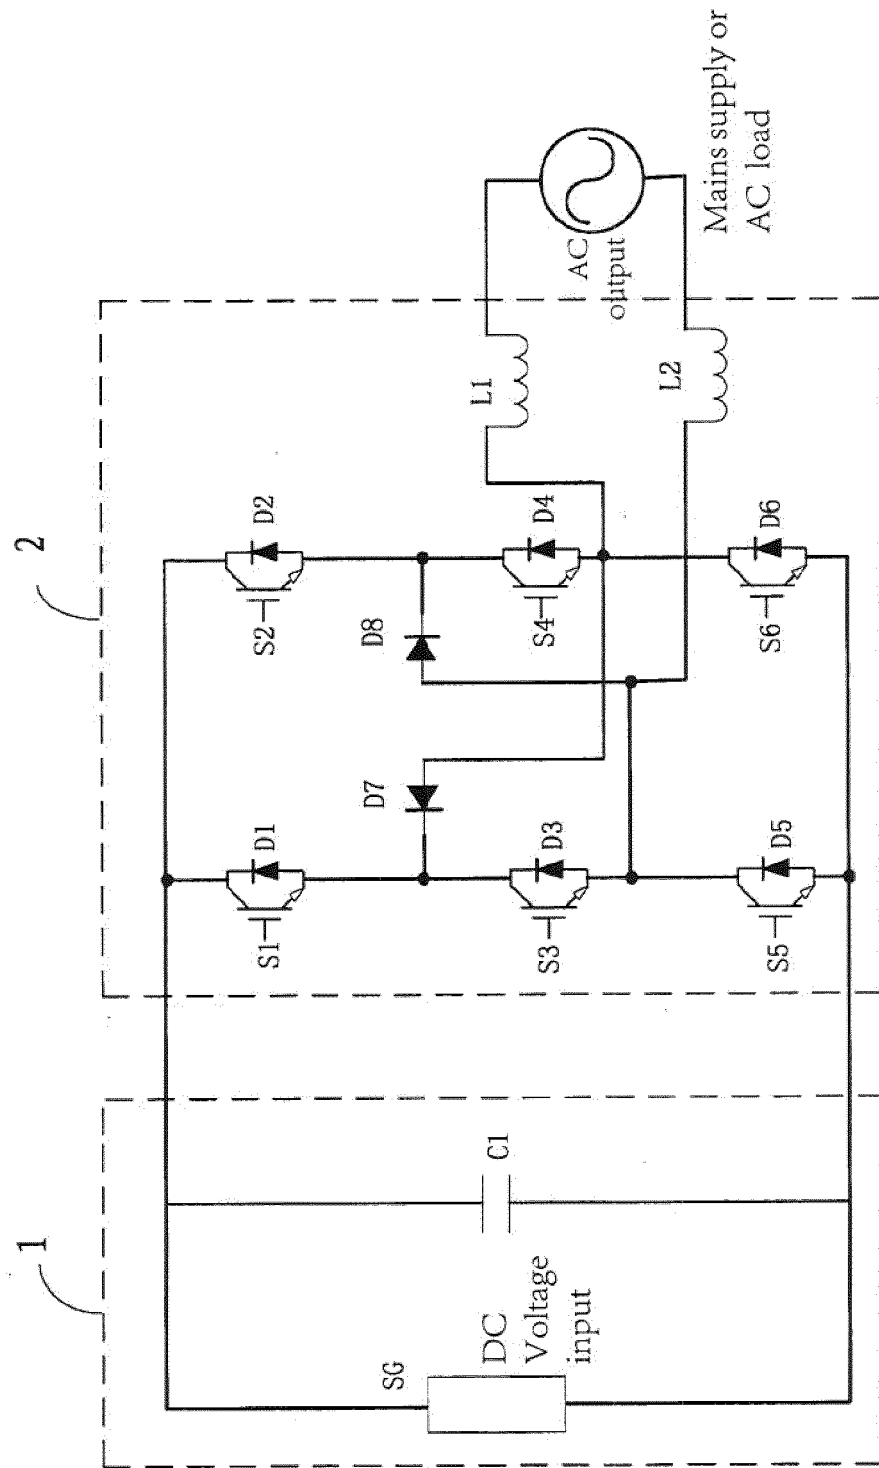 1
SG
DC
Voltage
input
C1
2
S1
D1
S2
D2
D7
D8
S3
D3
S4
D4
S5
D5
S6
D6
L1
L2
AC
output
Mains supply or
AC load